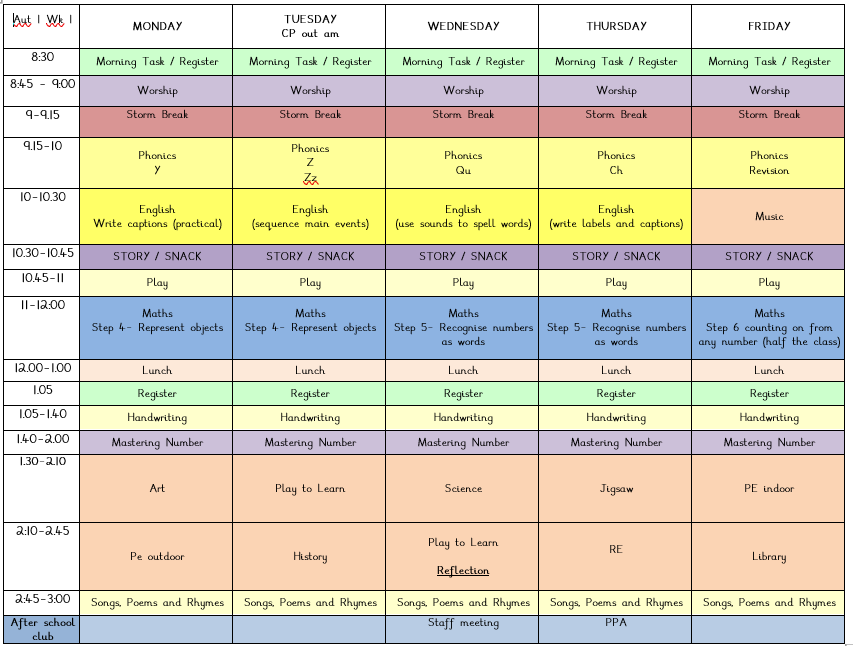 Aut 1 Wk 1
MONDAY
TUESDAY
CP out am
WEDNESDAY
THURSDAY
FRIDAY
8:30
Morning Task / Register
Morning Task / Register
Morning Task / Register
Morning Task / Register
Morning Task / Register
8:45 - 9:00
Worship
Worship
Worship
Worship
Worship
9-9.15
Storm Break
Storm Break
Storm Break
Storm Break
Storm Break
9.15-10
Phonics
Y
Phonics
Z
Zz
Phonics
Qu
Phonics
Ch
Phonics
Revision
10-10.30
English
Write captions (practical)
English
(sequence main events)
English
(use sounds to spell words)
English
(write labels and captions)
Music
10.30-10.45
STORY / SNACK
STORY / SNACK
STORY / SNACK
STORY / SNACK
STORY / SNACK
10.45-11
Play
Play
Play
Play
Play
11-12:00
Maths
Step 4- Represent objects
Maths
Step 4- Represent objects
Maths
Step 5- Recognise numbers
as words
Maths
Step 5- Recognise numbers
as words
Maths
Step 6 counting on from
any number (half the class)
12.00-1.00
Lunch
Lunch
Lunch
Lunch
Lunch
1.05
Register
Register
Register
Register
Register
1.05-1.40
Handwriting
Handwriting
Handwriting
Handwriting
Handwriting
1.40-2.00
Mastering Number
Mastering Number
Mastering Number
Mastering Number
Mastering Number
1.30-2.10
Art
Play to Learn
Science
Jigsaw
PE indoor
2:10-2.45
Pe outdoor
History
Play to Learn
Reflection
RE
Library
2:45-3:00
Songs, Poems and Rhymes
Songs, Poems and Rhymes
Songs, Poems and Rhymes
Songs, Poems and Rhymes
Songs, Poems and Rhymes
After school
club
Staff meeting
PPA